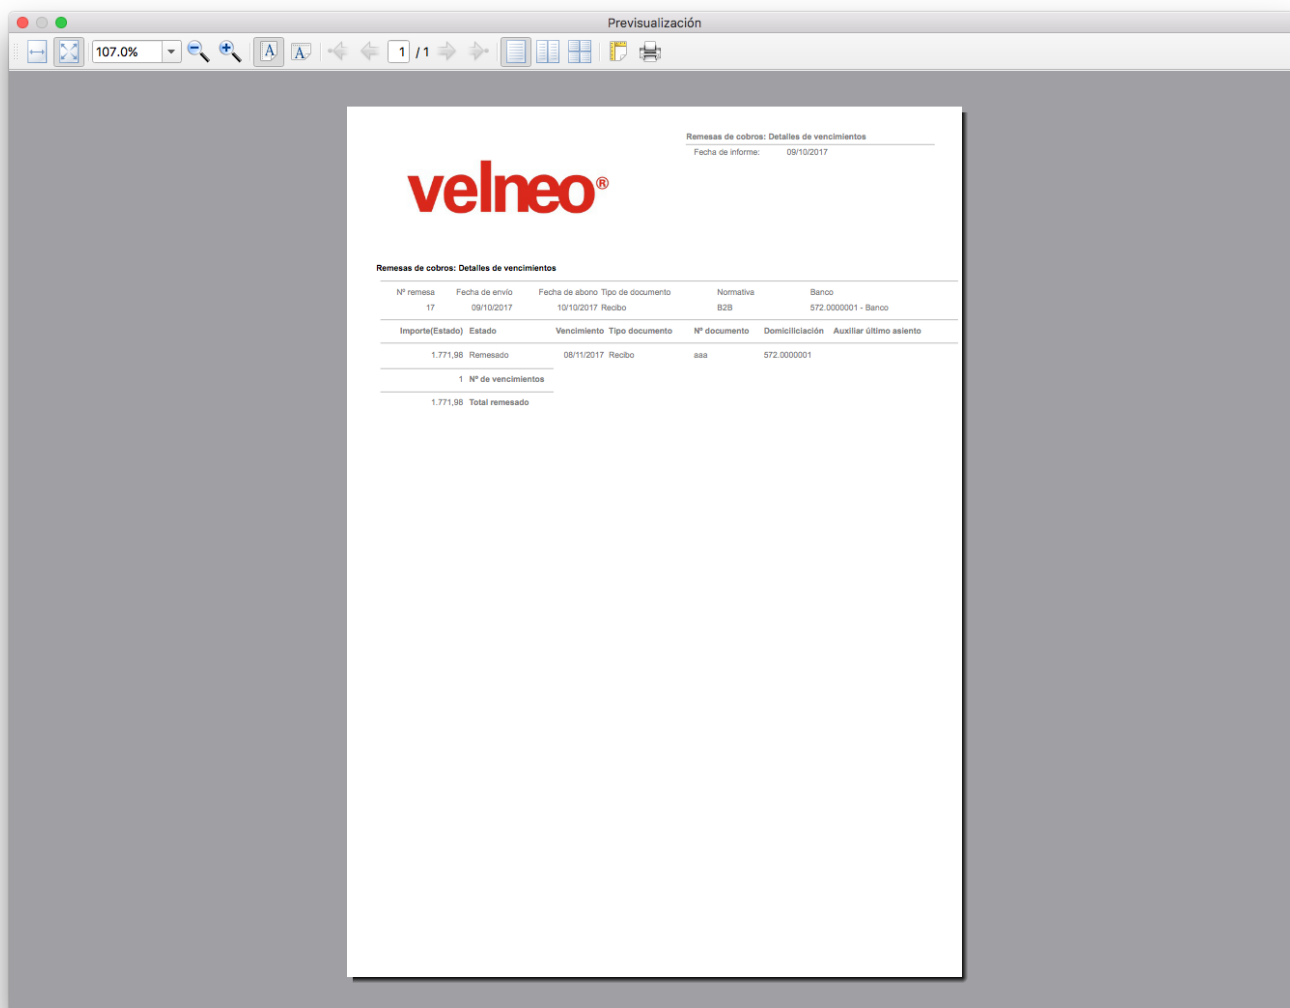 Previsualización
107.0% A A 1 / 1
Remesas de cobros: Detalles de vencimientos
Fecha de informe: 09/10/2017
velneo®
Remesas de cobros: Detalles de vencimientos
Nº remesa Fecha de envío Fecha de abono Tipo de documento Normativa Banco
17 09/10/2017 10/10/2017 Recibo B2B 572.0000001 - Banco
Importe(Estado) Estado Vencimiento Tipo documento Nº documento Domiciliciación Auxiliar último asiento
1.771,98 Remesado 08/11/2017 Recibo aaa 572.0000001
1 Nº de vencimientos
1.771,98 Total remesado